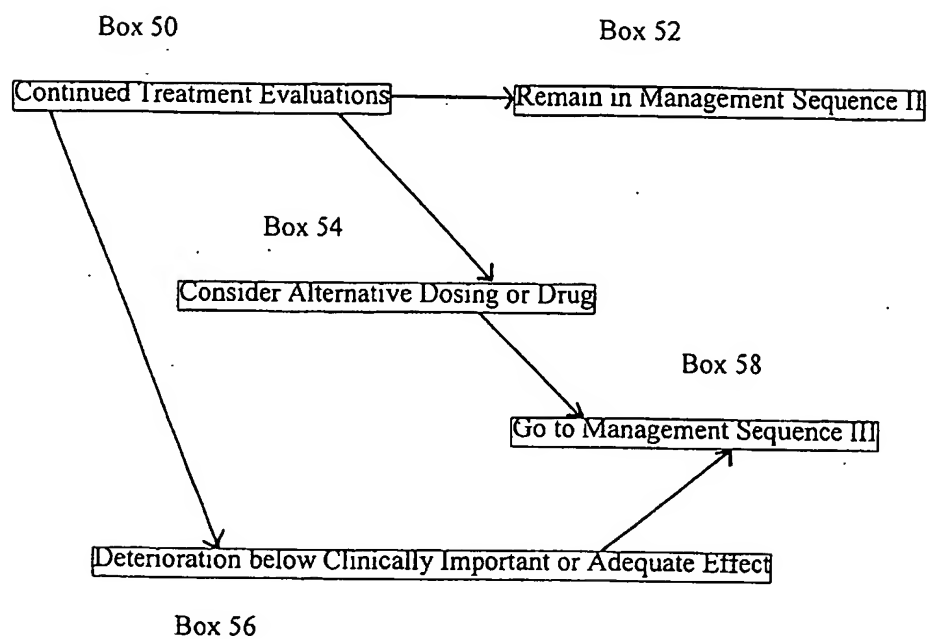 Box 50
Box 52
Continued Treatment Evaluations
Remain in Management Sequence II
Box 54
Consider Alternative Dosing or Drug
Box 58
Go to Management Sequence III
Deterioration below Clinically Important or Adequate Effect
Box 56